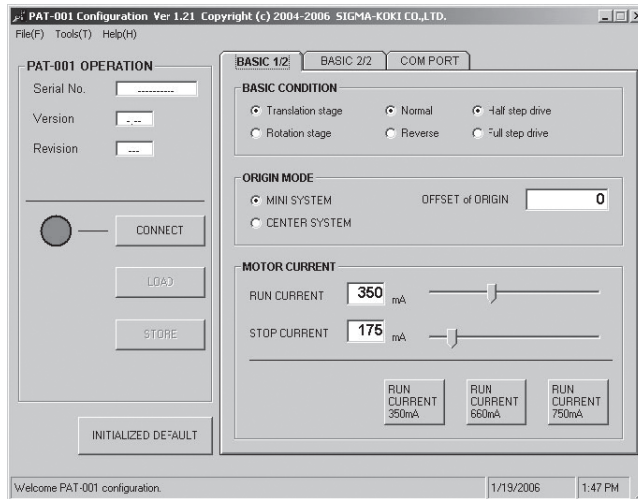 PAT-001 Configuration Ver 1.21 Copyright (c) 2004-2006 SIGMA-KOKI CO.,LTD.
File(F) Tools(T) Help(H)
PAT-001 OPERATION
Serial No. ----------
Version -.--
Revision ---
CONNECT
LOAD
STORE
INITIALIZED DEFAULT
BASIC 1/2 BASIC 2/2 COM PORT
BASIC CONDITION
Translation stage Normal Half step drive
Rotation stage Reverse Full step drive
ORIGIN MODE
MINI SYSTEM OFFSET of ORIGIN 0
CENTER SYSTEM
MOTOR CURRENT
RUN CURRENT 350 mA
STOP CURRENT 175 mA
RUN CURRENT 350mA
RUN CURRENT 660mA
RUN CURRENT 750mA
Welcome PAT-001 configuration. 1/19/2006 1:47 PM